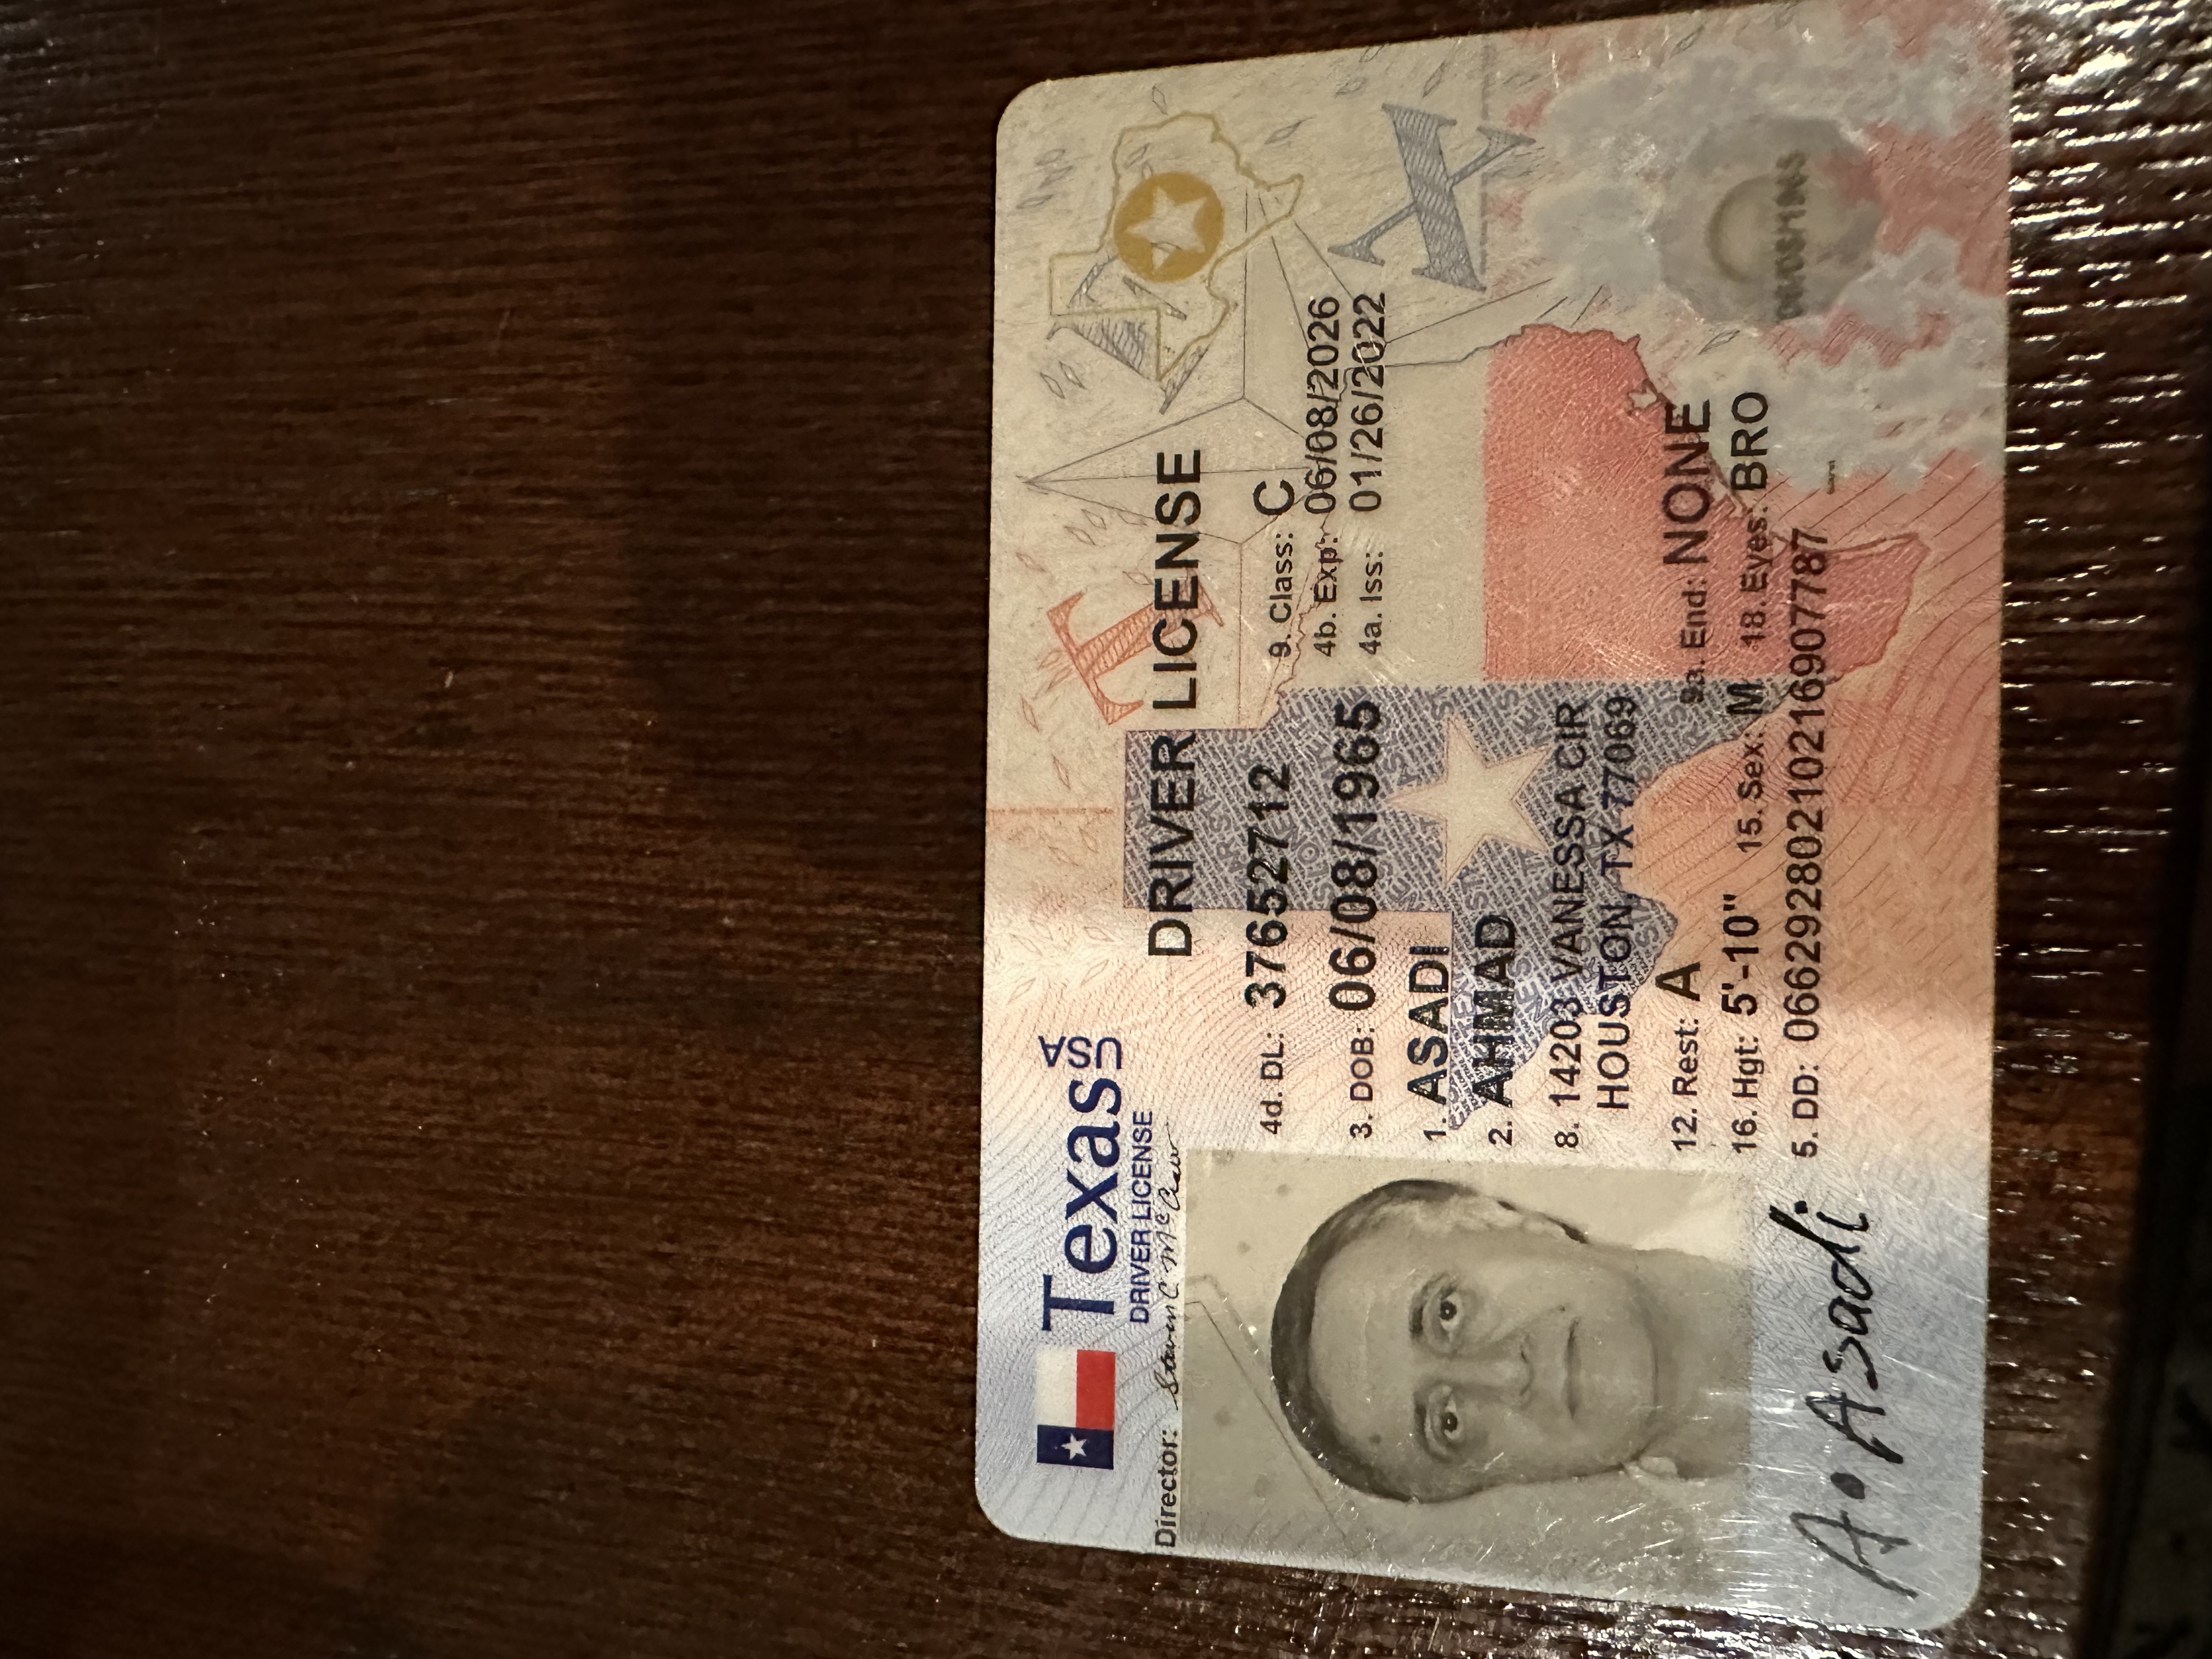 Texas USA
DRIVER LICENSE
Director: Steven C McCraw
DRIVER LICENSE
4d. DL: 37652712
9. Class: C
3. DOB: 06/08/1965
4b. Exp: 06/08/2026
4a. Iss: 01/26/2022
1. ASADI
2. AHMAD
8. 14203 VANESSA CIR
HOUSTON, TX 77069
12. Rest: A
9a. End: NONE
16. Hgt: 5'-10" 15. Sex: M 18. Eyes: BRO
5. DD: 06629280210216907787
06/08/1965
A. Asadi
T
X